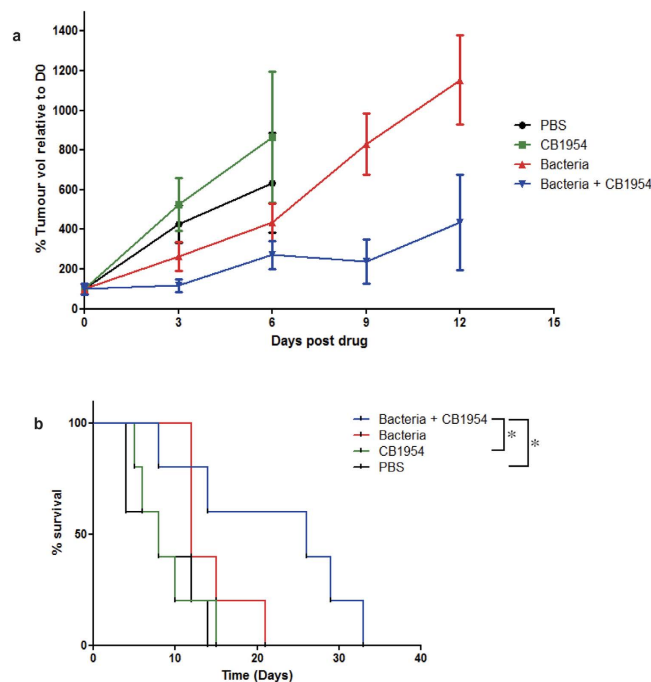 a
% Tumour vol relative to D0
1400
1200
1000
800
600
400
200
0
0 3 6 9 12 15
Days post drug
PBS
CB1954
Bacteria
Bacteria + CB1954
b
% survival
100
50
0
0 10 20 30 40
Time (Days)
Bacteria + CB1954
Bacteria
CB1954
PBS
*
*